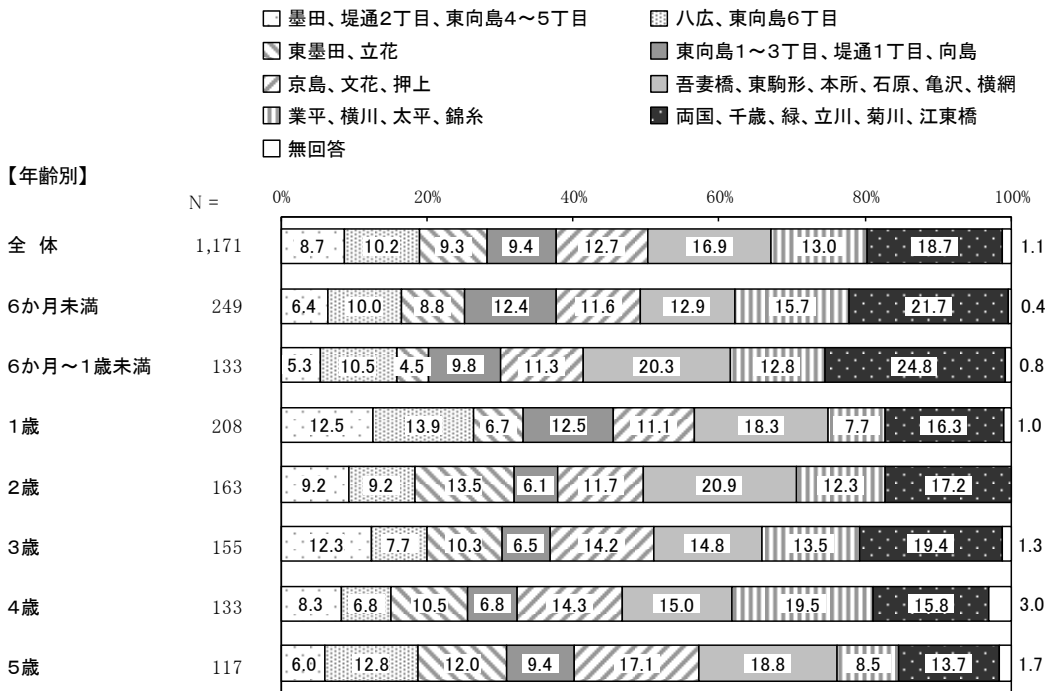 墨田、堤通2丁目、東向島4～5丁目 八広、東向島6丁目
東墨田、立花 東向島1～3丁目、堤通1丁目、向島
京島、文花、押上 吾妻橋、東駒形、本所、石原、亀沢、横網
業平、横川、太平、錦糸 両国、千歳、緑、立川、菊川、江東橋
無回答
【年齢別】
N = 0% 20% 40% 60% 80% 100%
全 体 1,171 8.7 10.2 9.3 9.4 12.7 16.9 13.0 18.7 1.1
6か月未満 249 6.4 10.0 8.8 12.4 11.6 12.9 15.7 21.7 0.4
6か月～1歳未満 133 5.3 10.5 4.5 9.8 11.3 20.3 12.8 24.8 0.8
1歳 208 12.5 13.9 6.7 12.5 11.1 18.3 7.7 16.3 1.0
2歳 163 9.2 9.2 13.5 6.1 11.7 20.9 12.3 17.2
3歳 155 12.3 7.7 10.3 6.5 14.2 14.8 13.5 19.4 1.3
4歳 133 8.3 6.8 10.5 6.8 14.3 15.0 19.5 15.8 3.0
5歳 117 6.0 12.8 12.0 9.4 17.1 18.8 8.5 13.7 1.7